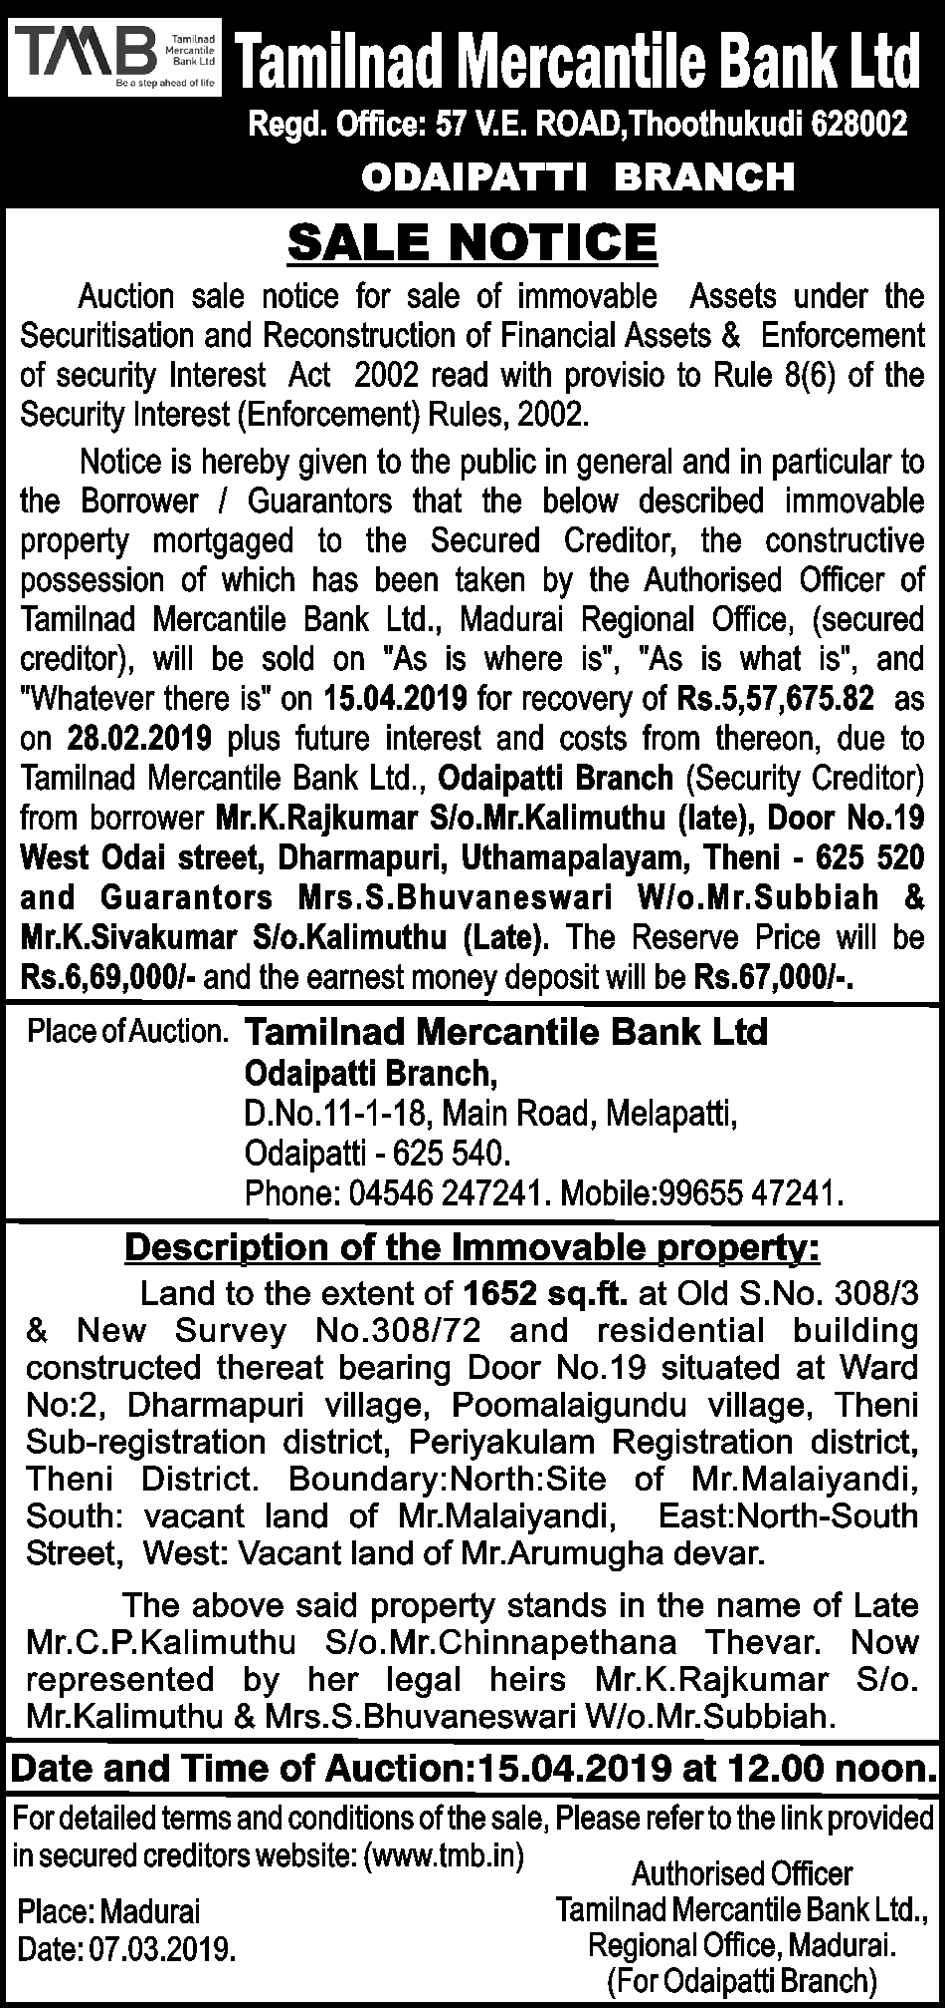 TMB Tamilnad
Mercantile
Bank Ltd
Be a step ahead of life
Tamilnad Mercantile Bank Ltd
Regd. Office: 57 V.E. ROAD,Thoothukudi 628002
ODAIPATTI BRANCH
SALE NOTICE
Auction sale notice for sale of immovable Assets under the
Securitisation and Reconstruction of Financial Assets & Enforcement
of security Interest Act 2002 read with provisio to Rule 8(6) of the
Security Interest (Enforcement) Rules, 2002.
Notice is hereby given to the public in general and in particular to
the Borrower / Guarantors that the below described immovable
property mortgaged to the Secured Creditor, the constructive
possession of which has been taken by the Authorised Officer of
Tamilnad Mercantile Bank Ltd., Madurai Regional Office, (secured
creditor), will be sold on "As is where is", "As is what is", and
"Whatever there is" on 15.04.2019 for recovery of Rs.5,57,675.82 as
on 28.02.2019 plus future interest and costs from thereon, due to
Tamilnad Mercantile Bank Ltd., Odaipatti Branch (Security Creditor)
from borrower Mr.K.Rajkumar S/o.Mr.Kalimuthu (late), Door No.19
West Odai street, Dharmapuri, Uthamapalayam, Theni - 625 520
and Guarantors Mrs.S.Bhuvaneswari W/o.Mr.Subbiah &
Mr.K.Sivakumar S/o.Kalimuthu (Late). The Reserve Price will be
Rs.6,69,000/- and the earnest money deposit will be Rs.67,000/-.
Place of Auction. Tamilnad Mercantile Bank Ltd
Odaipatti Branch,
D.No.11-1-18, Main Road, Melapatti,
Odaipatti - 625 540.
Phone: 04546 247241. Mobile:99655 47241.
Description of the Immovable property:
Land to the extent of 1652 sq.ft. at Old S.No. 308/3
& New Survey No.308/72 and residential building
constructed thereat bearing Door No.19 situated at Ward
No:2, Dharmapuri village, Poomalaigundu village, Theni
Sub-registration district, Periyakulam Registration district,
Theni District. Boundary:North:Site of Mr.Malaiyandi,
South: vacant land of Mr.Malaiyandi, East:North-South
Street, West: Vacant land of Mr.Arumugha devar.
The above said property stands in the name of Late
Mr.C.P.Kalimuthu S/o.Mr.Chinnapethana Thevar. Now
represented by her legal heirs Mr.K.Rajkumar S/o.
Mr.Kalimuthu & Mrs.S.Bhuvaneswari W/o.Mr.Subbiah.
Date and Time of Auction:15.04.2019 at 12.00 noon.
For detailed terms and conditions of the sale, Please refer to the link provided
in secured creditors website: (www.tmb.in)
Authorised Officer
Place: Madurai Tamilnad Mercantile Bank Ltd.,
Date: 07.03.2019. Regional Office, Madurai.
(For Odaipatti Branch)